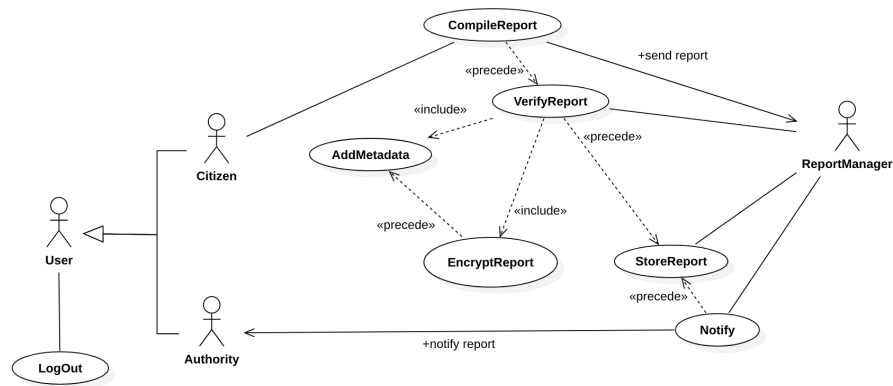 CompileReport
+send report
«precede»
VerifyReport
«include»
«precede»
AddMetadata
Citizen
ReportManager
«include»
«precede»
User
EncryptReport
StoreReport
«precede»
Notify
+notify report
Authority
LogOut